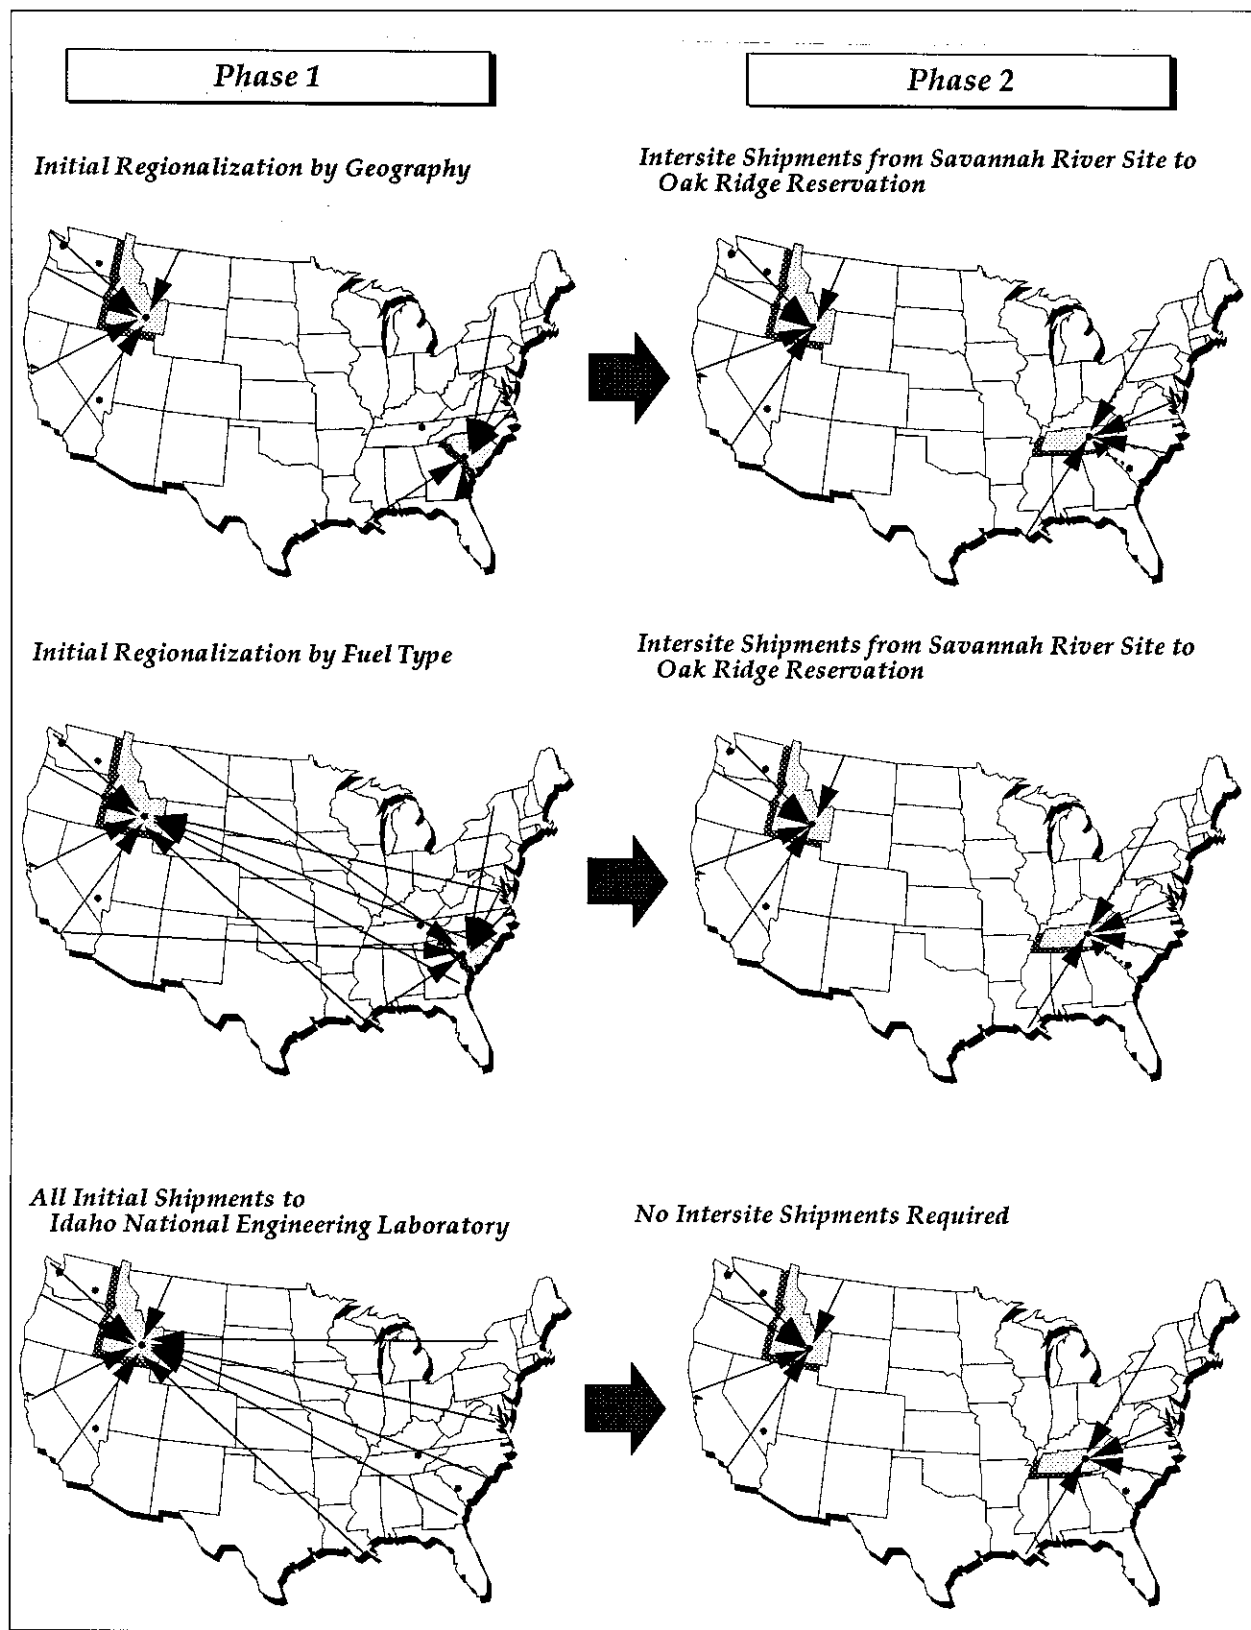 Phase 1
Phase 2
Initial Regionalization by Geography
Intersite Shipments from Savannah River Site to
Oak Ridge Reservation
Initial Regionalization by Fuel Type
Intersite Shipments from Savannah River Site to
Oak Ridge Reservation
All Initial Shipments to
Idaho National Engineering Laboratory
No Intersite Shipments Required